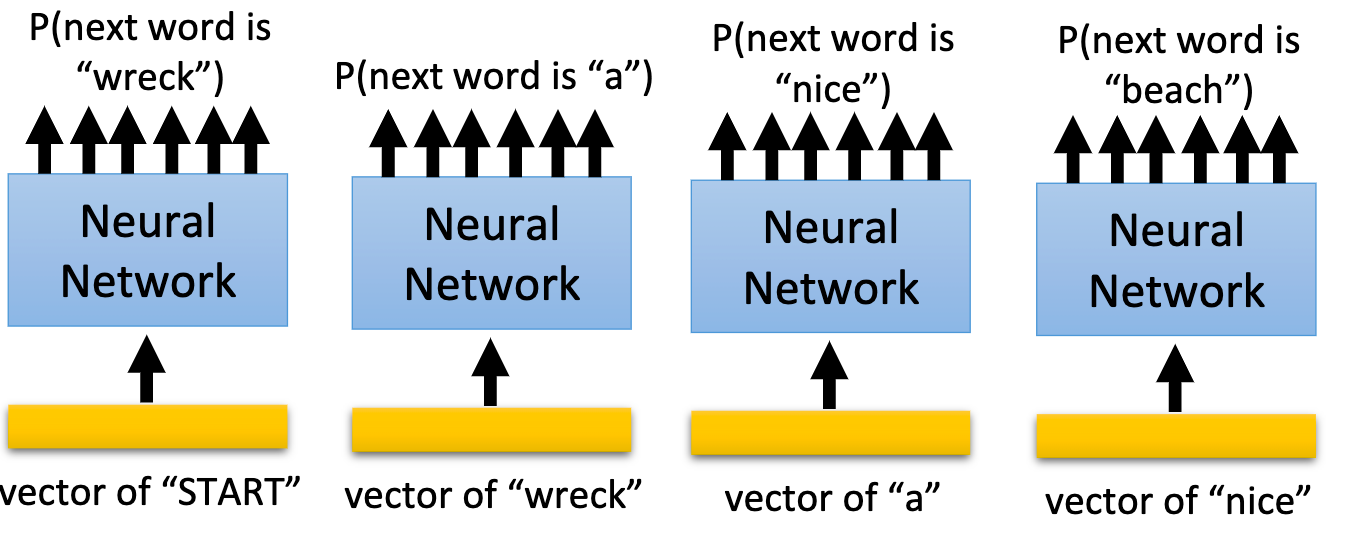 P(next word is
“wreck”)
P(next word is “a”)
P(next word is
“nice”)
P(next word is
“beach”)
Neural
Network
Neural
Network
Neural
Network
Neural
Network
vector of “START”
vector of “wreck”
vector of “a”
vector of “nice”